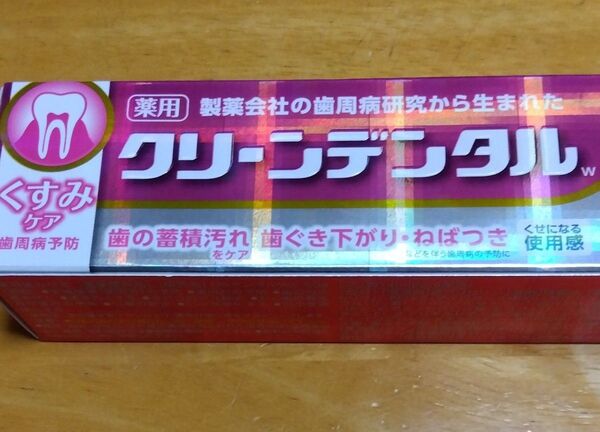 薬用 製薬会社の歯周病研究から生まれた
クリーンデンタル W
くすみ
ケア
歯周病予防
歯の蓄積汚れ
をケア
歯ぐき下がり・ねばつき
などを伴う歯周病の予防に
くせになる
使用感